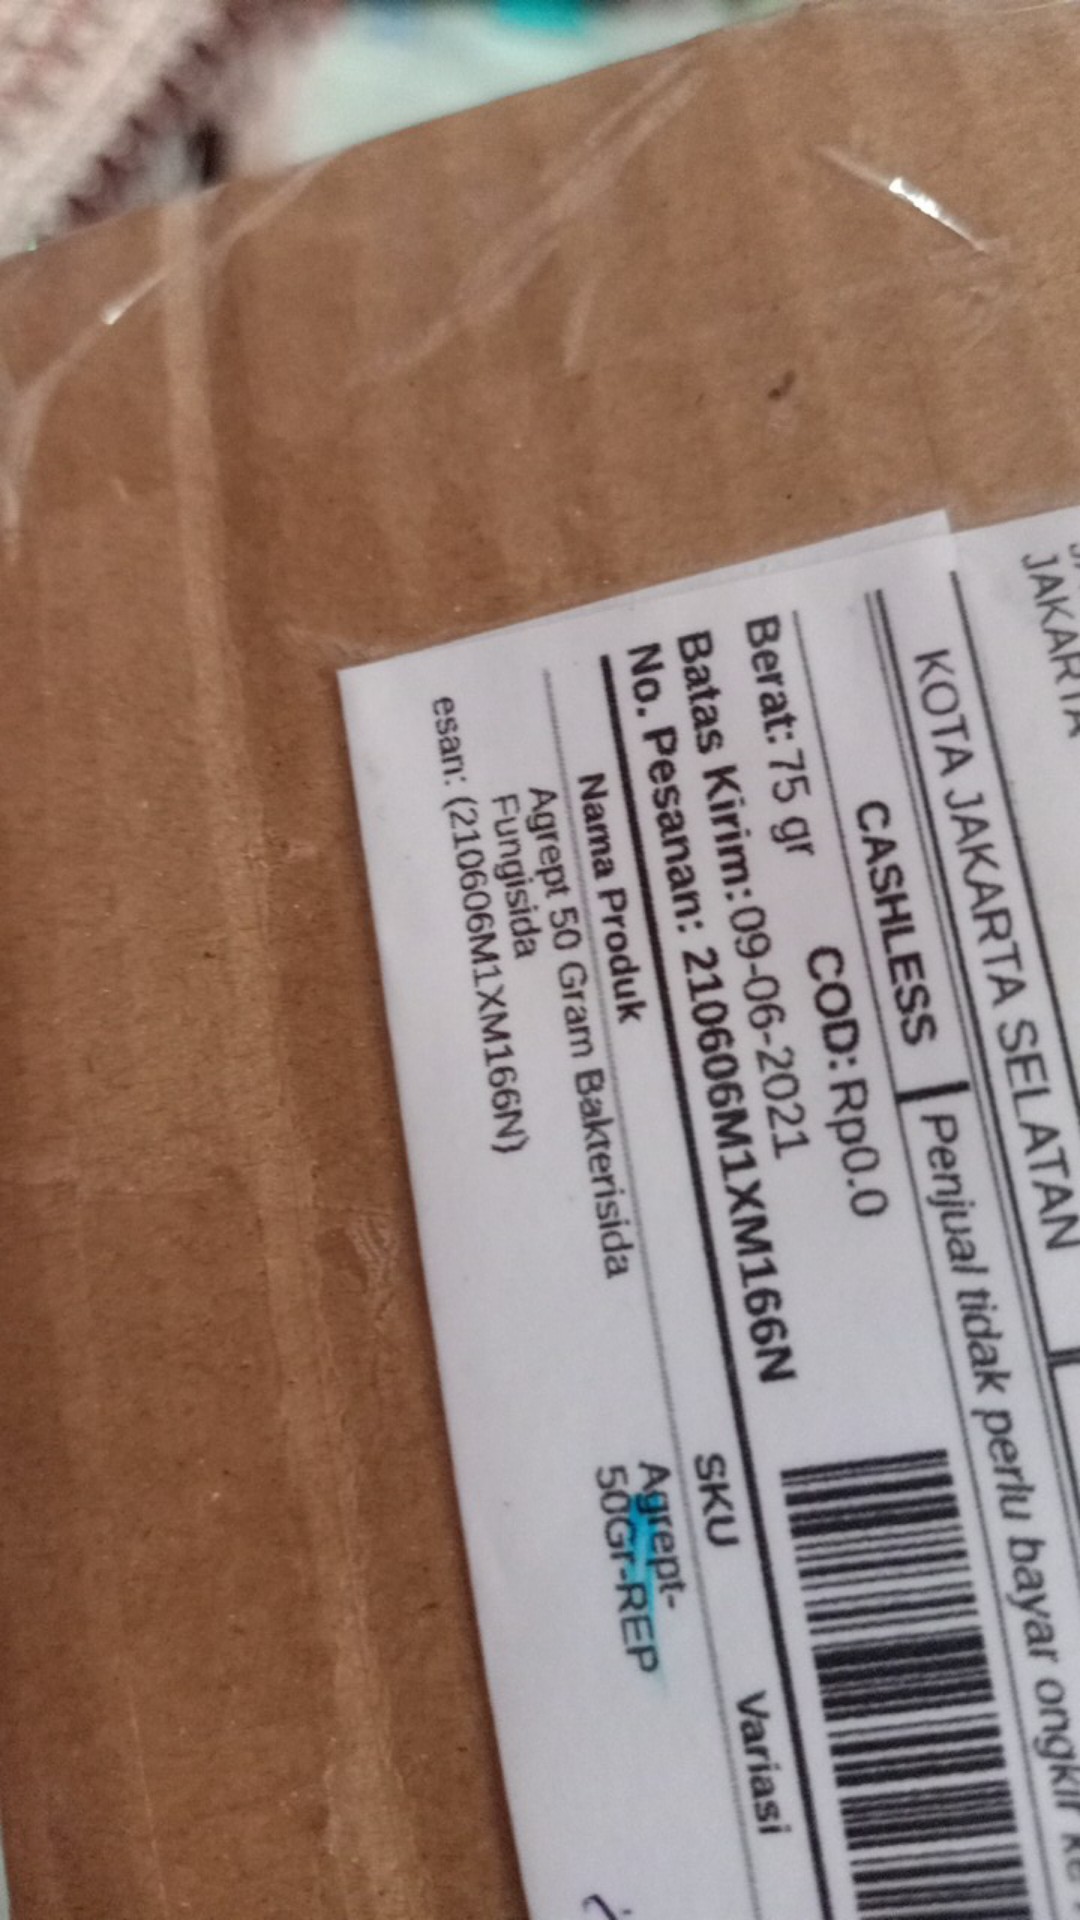 JAKARTA
KOTA JAKARTA SELATAN
CASHLESS
Penjual tidak perlu bayar ongkir ke
Berat: 75 gr COD: Rp0.0
Batas Kirim: 09-06-2021
No. Pesanan: 210606M1XM166N
Nama Produk SKU Variasi
Agrept 50 Gram Bakterisida Agrept-
Fungisida 50Gr-REP
esan: (210606M1XM166N)